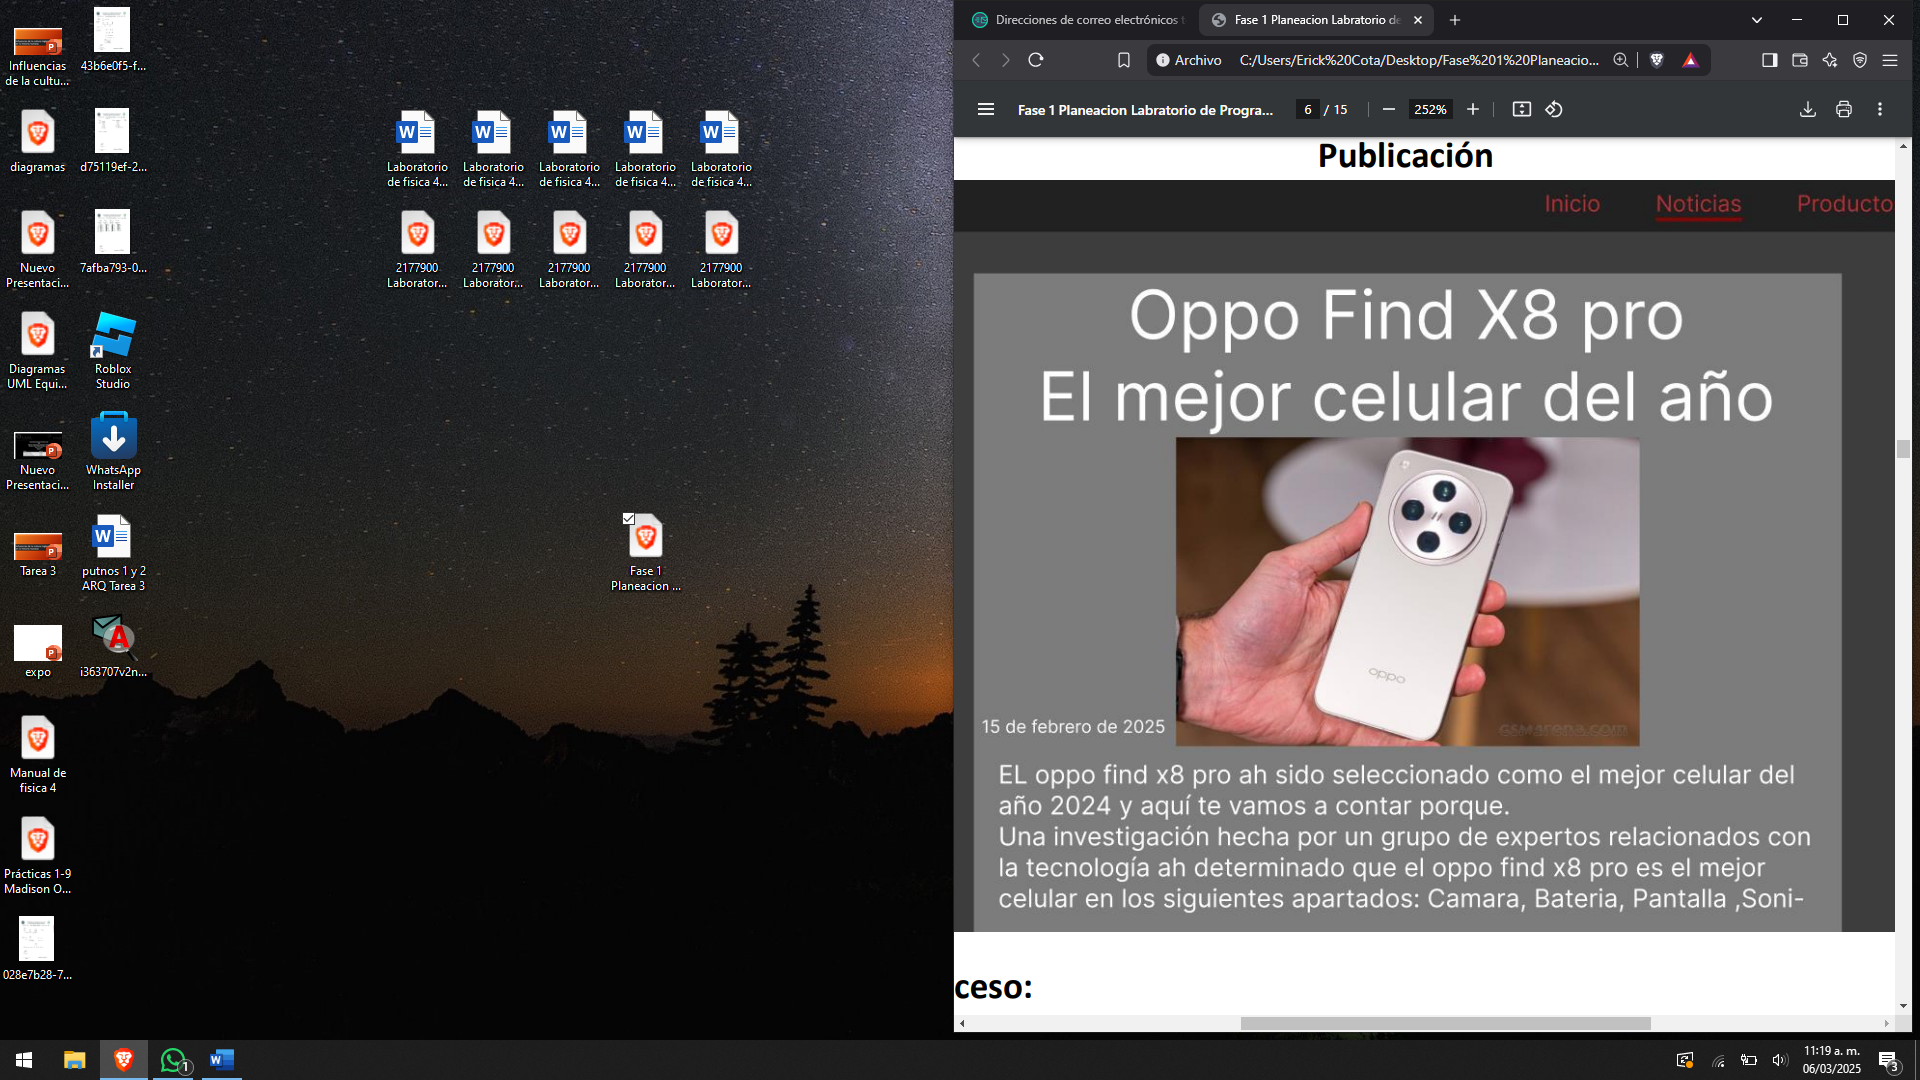 Influencias
de la cultu...
43b6e0f5-f...
diagramas
d75119ef-2...
Nuevo
Presentaci...
7afba793-0...
Diagramas
UML Equi...
Roblox
Studio
Nuevo
Presentaci...
WhatsApp
Installer
Tarea 3
putnos 1 y 2
ARQ Tarea 3
expo
i363707v2n...
Manual de
fisica 4
Prácticas 1-9
Madison O...
028e7b28-7...
Laboratorio
de fisica 4...
Laboratorio
de fisica 4...
Laboratorio
de fisica 4...
Laboratorio
de fisica 4...
Laboratorio
de fisica 4...
2177900
Laborator...
2177900
Laborator...
2177900
Laborator...
2177900
Laborator...
2177900
Laborator...
Fase 1
Planeacion ...
Direcciones de correo electrónicos
Fase 1 Planeacion Labratorio de
Archivo C:/Users/Erick%20Cota/Desktop/Fase%201%20Planeacio...
Fase 1 Planeacion Labratorio de Progra... 6 / 15 252%
Publicación
Inicio Noticias Producto
Oppo Find X8 pro
El mejor celular del año
oppo
GSMarena.com
15 de febrero de 2025
EL oppo find x8 pro ah sido seleccionado como el mejor celular del
año 2024 y aquí te vamos a contar porque.
Una investigación hecha por un grupo de expertos relacionados con
la tecnología ah determinado que el oppo find x8 pro es el mejor
celular en los siguientes apartados: Camara, Bateria, Pantalla ,Soni-
ceso:
1
11:19 a. m.
06/03/2025
3